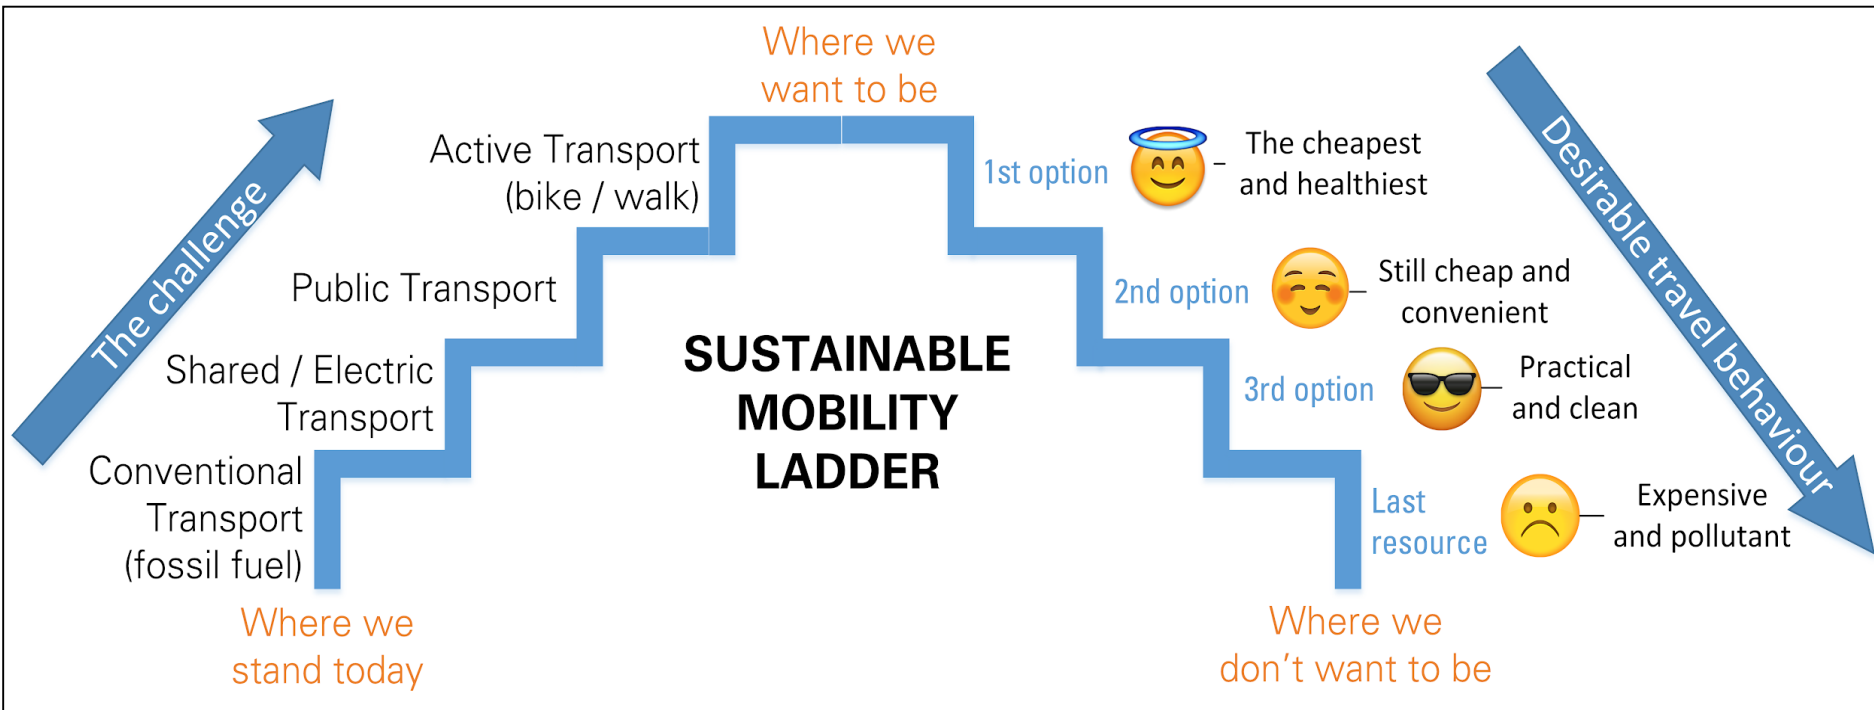 Where we
want to be
The challenge
Active Transport
(bike / walk)
Public Transport
Shared / Electric
Transport
Conventional
Transport
(fossil fuel)
Where we
stand today
SUSTAINABLE
MOBILITY
LADDER
1st option
The cheapest
and healthiest
2nd option
Still cheap and
convenient
3rd option
Practical
and clean
Last
resource
Expensive
and pollutant
Where we
don't want to be
Desirable travel behaviour